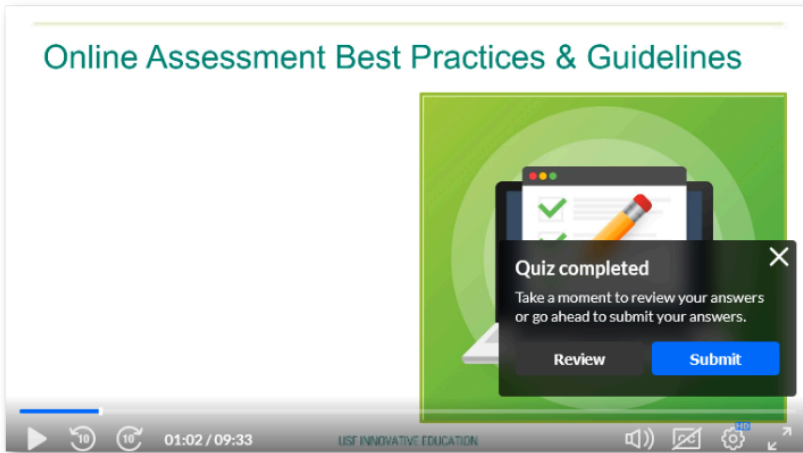 Online Assessment Best Practices & Guidelines
Quiz completed
Take a moment to review your answers
or go ahead to submit your answers.
Review Submit
10 10 01:02 / 09:33 USF INNOVATIVE EDUCATION CC HD